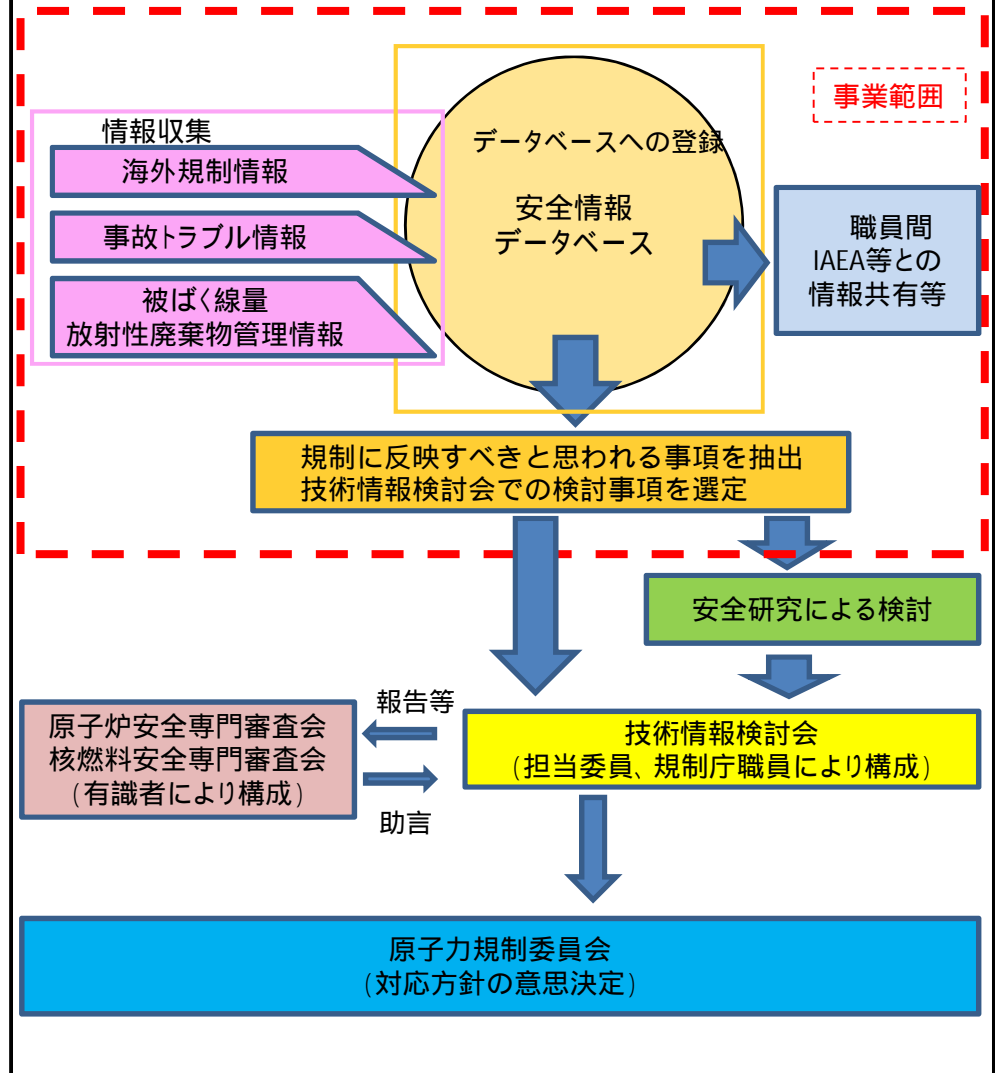 事業範囲
情報収集
海外規制情報
事故トラブル情報
被ばく線量
放射性廃棄物管理情報
データベースへの登録
安全情報
データベース
職員間
IAEA等との
情報共有等
規制に反映すべきと思われる事項を抽出
技術情報検討会での検討事項を選定
安全研究による検討
原子炉安全専門審査会
核燃料安全専門審査会
(有識者により構成)
報告等
助言
技術情報検討会
(担当委員、規制庁職員により構成)
原子力規制委員会
(対応方針の意思決定)